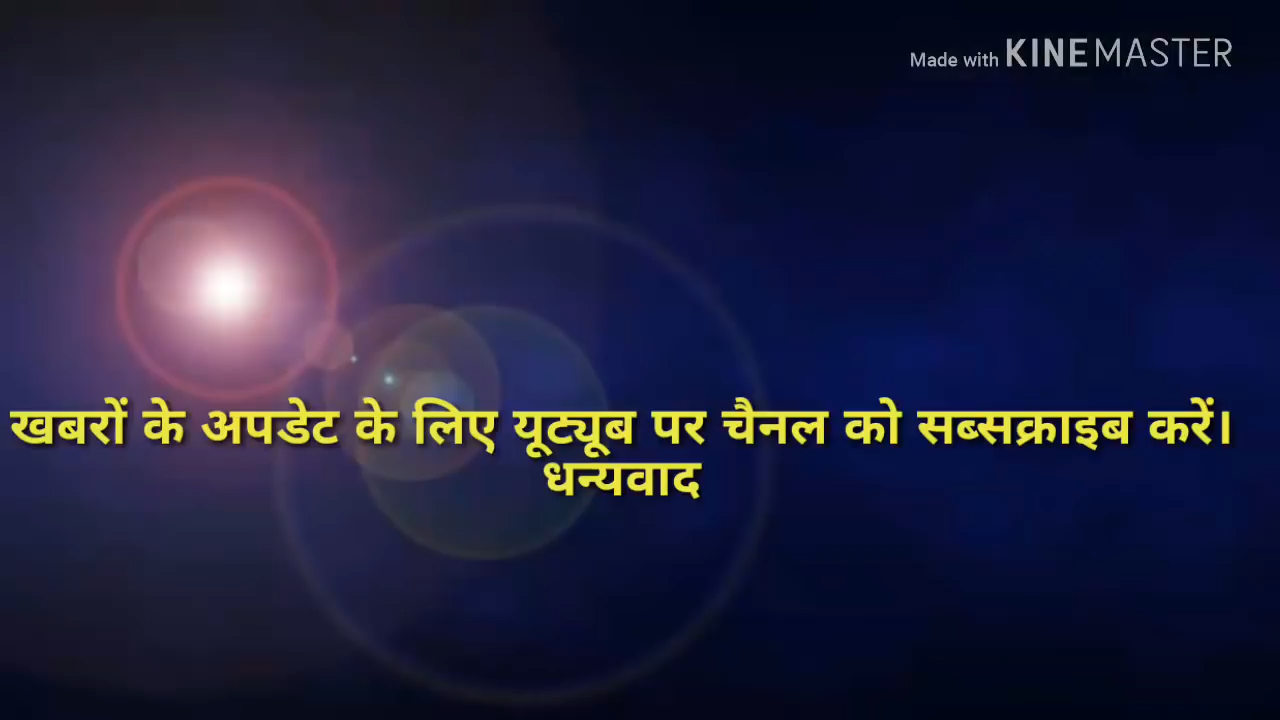 Made with KINEMASTER
खबरों के अपडेट के लिए यूट्यूब पर चैनल को सब्सक्राइब करें।
धन्यवाद